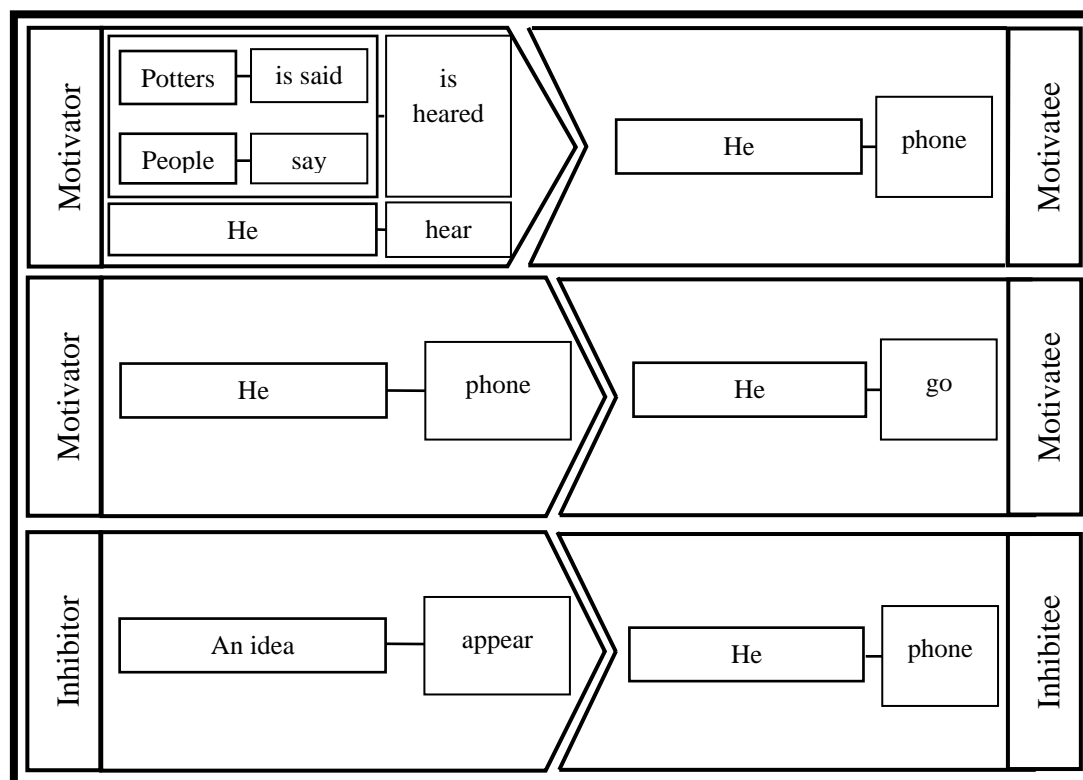 Motivator
Potters
is said
is
heared
People
say
He
hear
He
phone
Motivatee
Motivator
He
phone
He
go
Motivatee
Inhibitor
An idea
appear
He
phone
Inhibitee